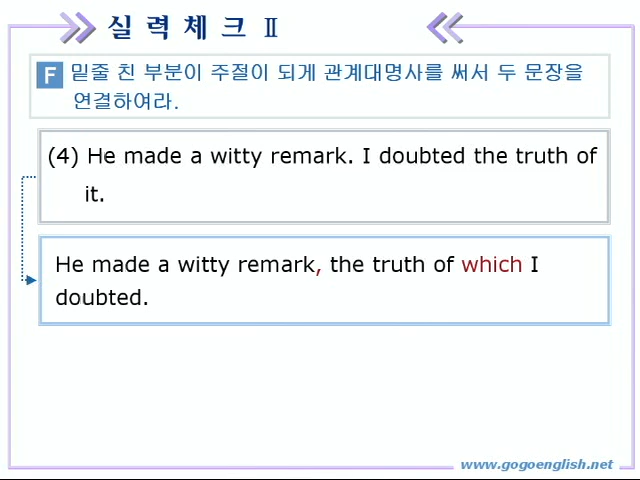 실 력 체 크 Ⅱ
F 밑줄 친 부분이 주절이 되게 관계대명사를 써서 두 문장을
연결하여라.
(4) He made a witty remark. I doubted the truth of
it.
He made a witty remark, the truth of which I
doubted.
www.gogoenglish.net